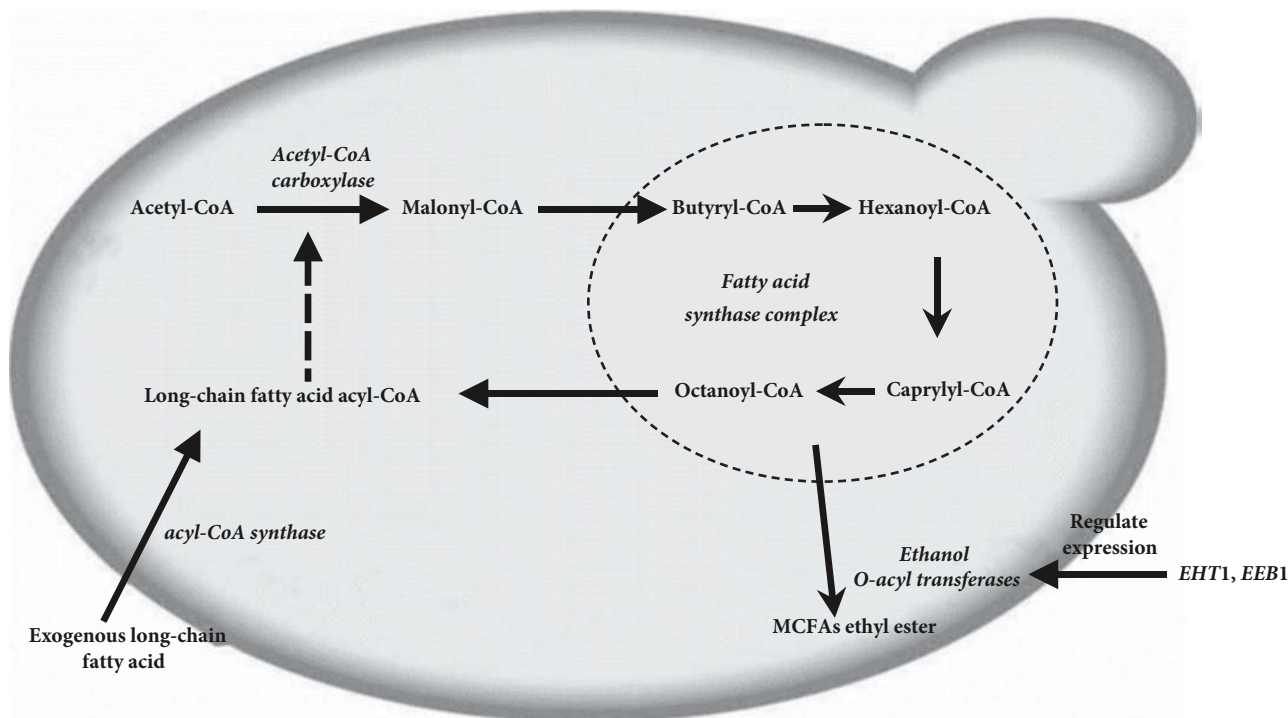 Acetyl-CoA
carboxylase
Acetyl-CoA
Malonyl-CoA
Butyryl-CoA
Hexanoyl-CoA
Fatty acid
synthase complex
Long-chain fatty acid acyl-CoA
Octanoyl-CoA
Caprylyl-CoA
acyl-CoA synthase
Ethanol
O-acyl transferases
Regulate
expression
EHT1, EEB1
Exogenous long-chain
fatty acid
MCFAs ethyl ester